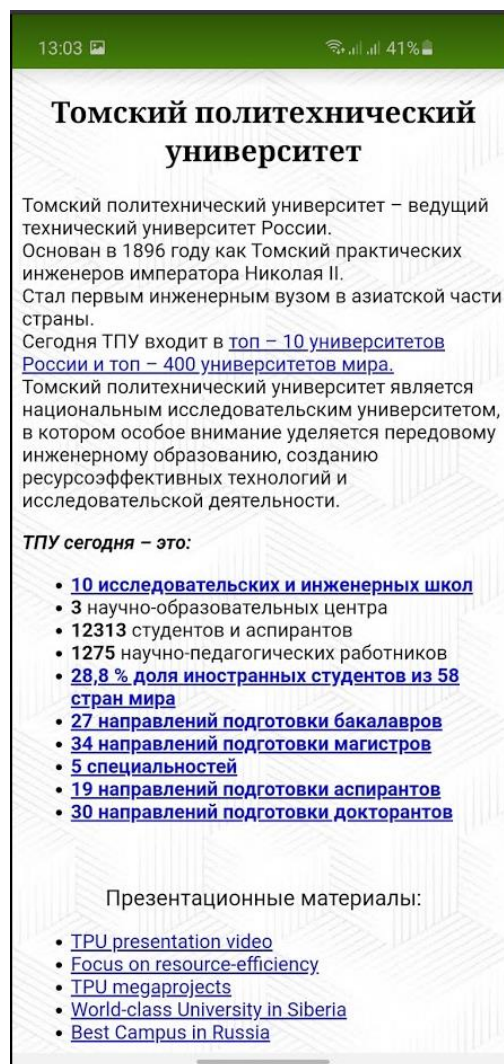 13:03 41%
Томский политехнический
университет
Томский политехнический университет – ведущий
технический университет России.
Основан в 1896 году как Томский практических
инженеров императора Николая II.
Стал первым инженерным вузом в азиатской части
страны.
Сегодня ТПУ входит в топ – 10 университетов
России и топ – 400 университетов мира.
Томский политехнический университет является
национальным исследовательским университетом,
в котором особое внимание уделяется передовому
инженерному образованию, созданию
ресурсоэффективных технологий и
исследовательской деятельности.
ТПУ сегодня – это:
• 10 исследовательских и инженерных школ
• 3 научно-образовательных центра
• 12313 студентов и аспирантов
• 1275 научно-педагогических работников
• 28,8 % доля иностранных студентов из 58
стран мира
• 27 направлений подготовки бакалавров
• 34 направлений подготовки магистров
• 5 специальностей
• 19 направлений подготовки аспирантов
• 30 направлений подготовки докторантов
Презентационные материалы:
• TPU presentation video
• Focus on resource-efficiency
• TPU megaprojects
• World-class University in Siberia
• Best Campus in Russia